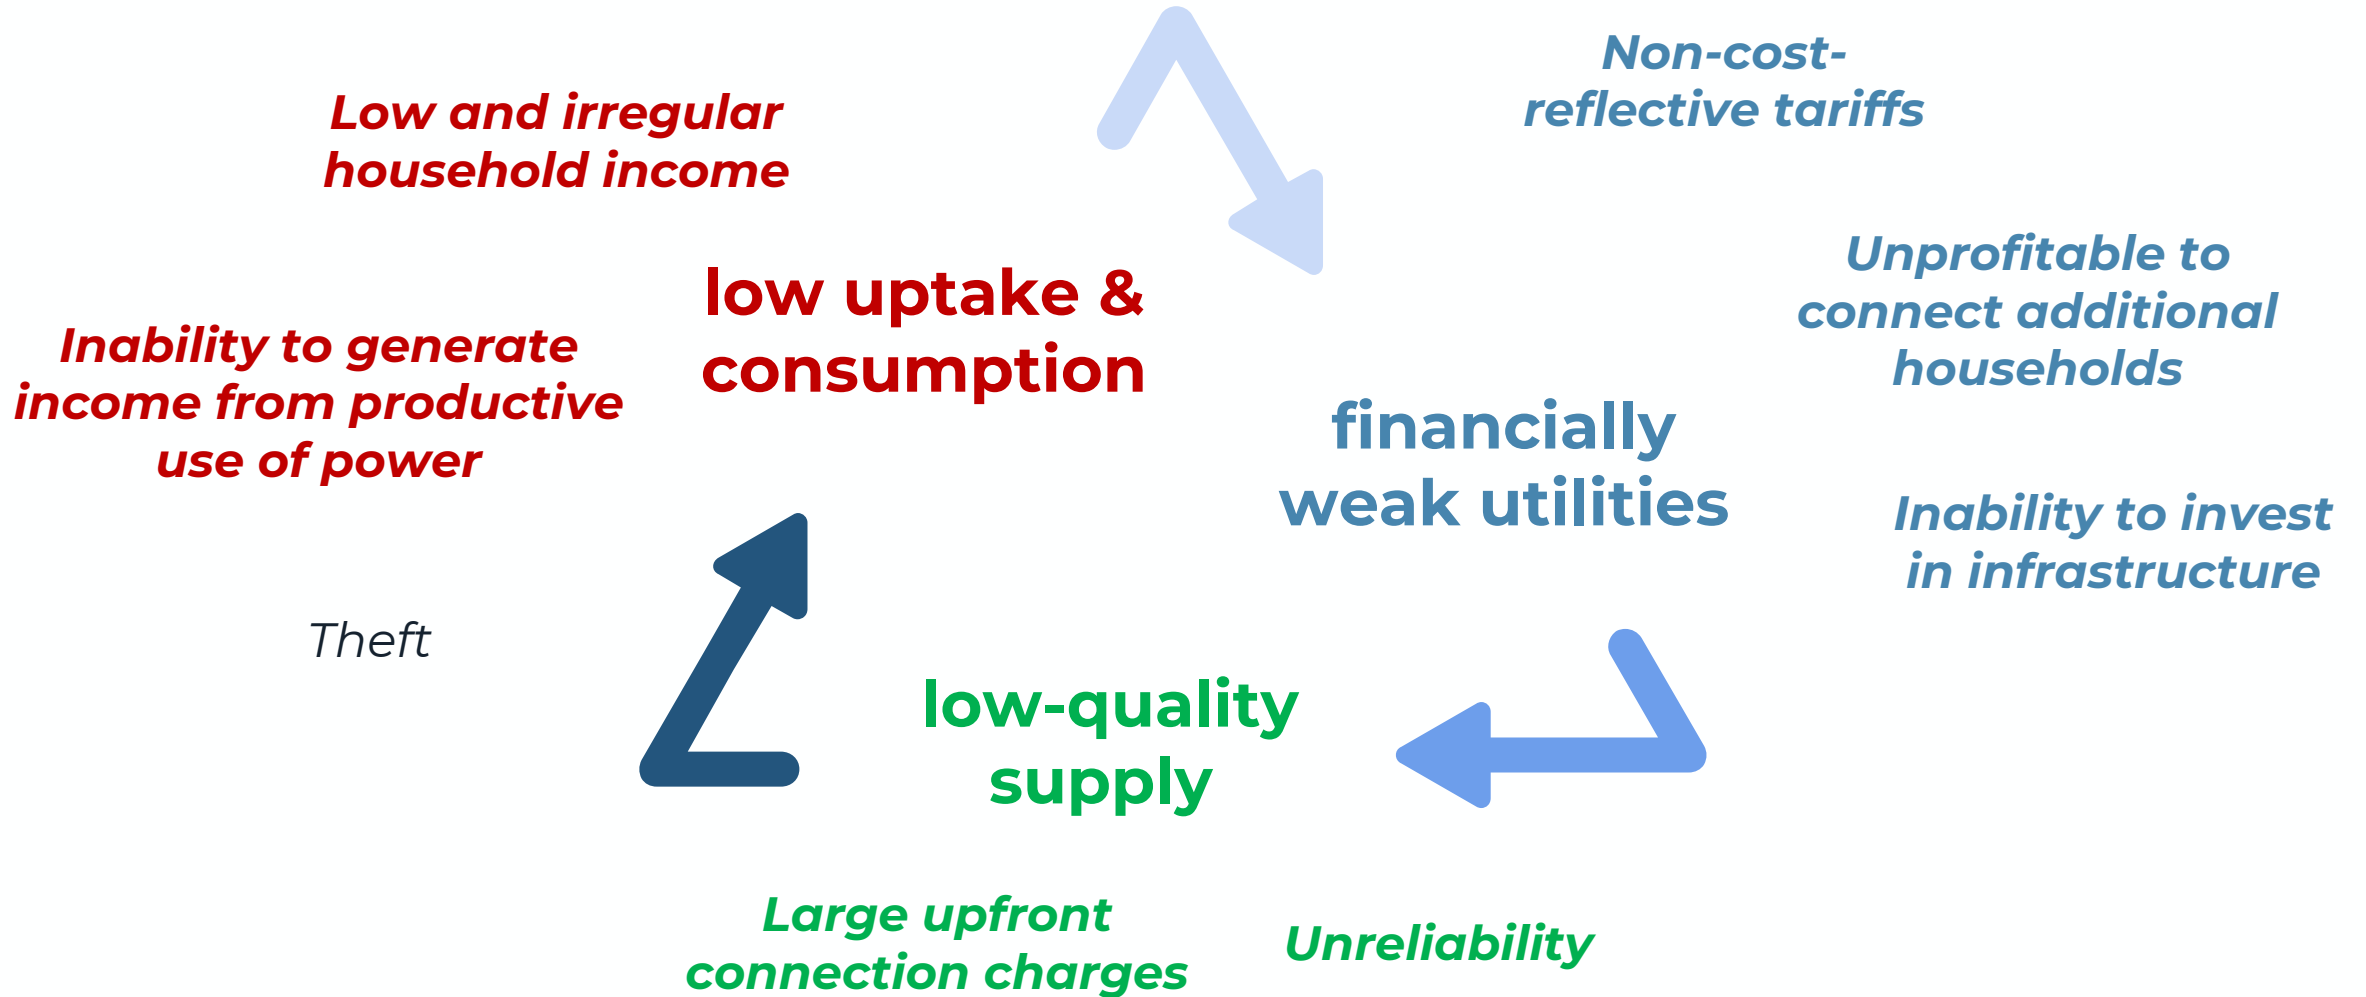 Low and irregular
household income
Non-cost-
reflective tariffs
low uptake &
consumption
Unprofitable to
connect additional
households
Inability to generate
income from productive
use of power
financially
weak utilities
Inability to invest
in infrastructure
Theft
low-quality
supply
Large upfront
connection charges
Unreliability